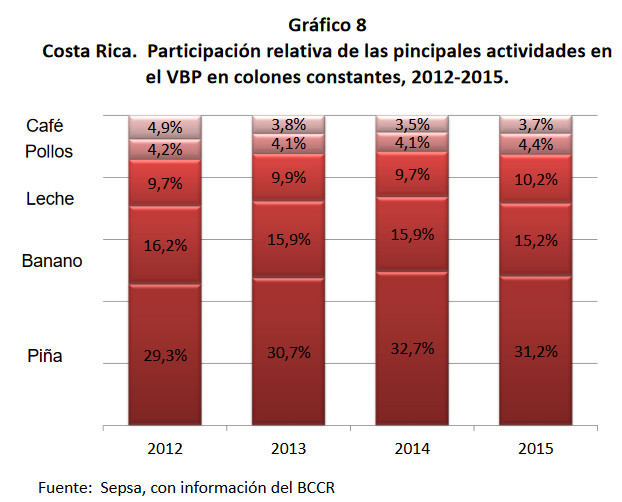 Gráfico 8
Costa Rica.  Participación relativa de las pincipales actividades en
el VBP en colones constantes, 2012-2015.
Café
4,9%
3,8%
3,5%
3,7%
Pollos
4,2%
4,1%
4,1%
4,4%
Leche
9,7%
9,9%
9,7%
10,2%
Banano
16,2%
15,9%
15,9%
15,2%
Piña
29,3%
30,7%
32,7%
31,2%
2012
2013
2014
2015
Fuente:  Sepsa, con información del BCCR